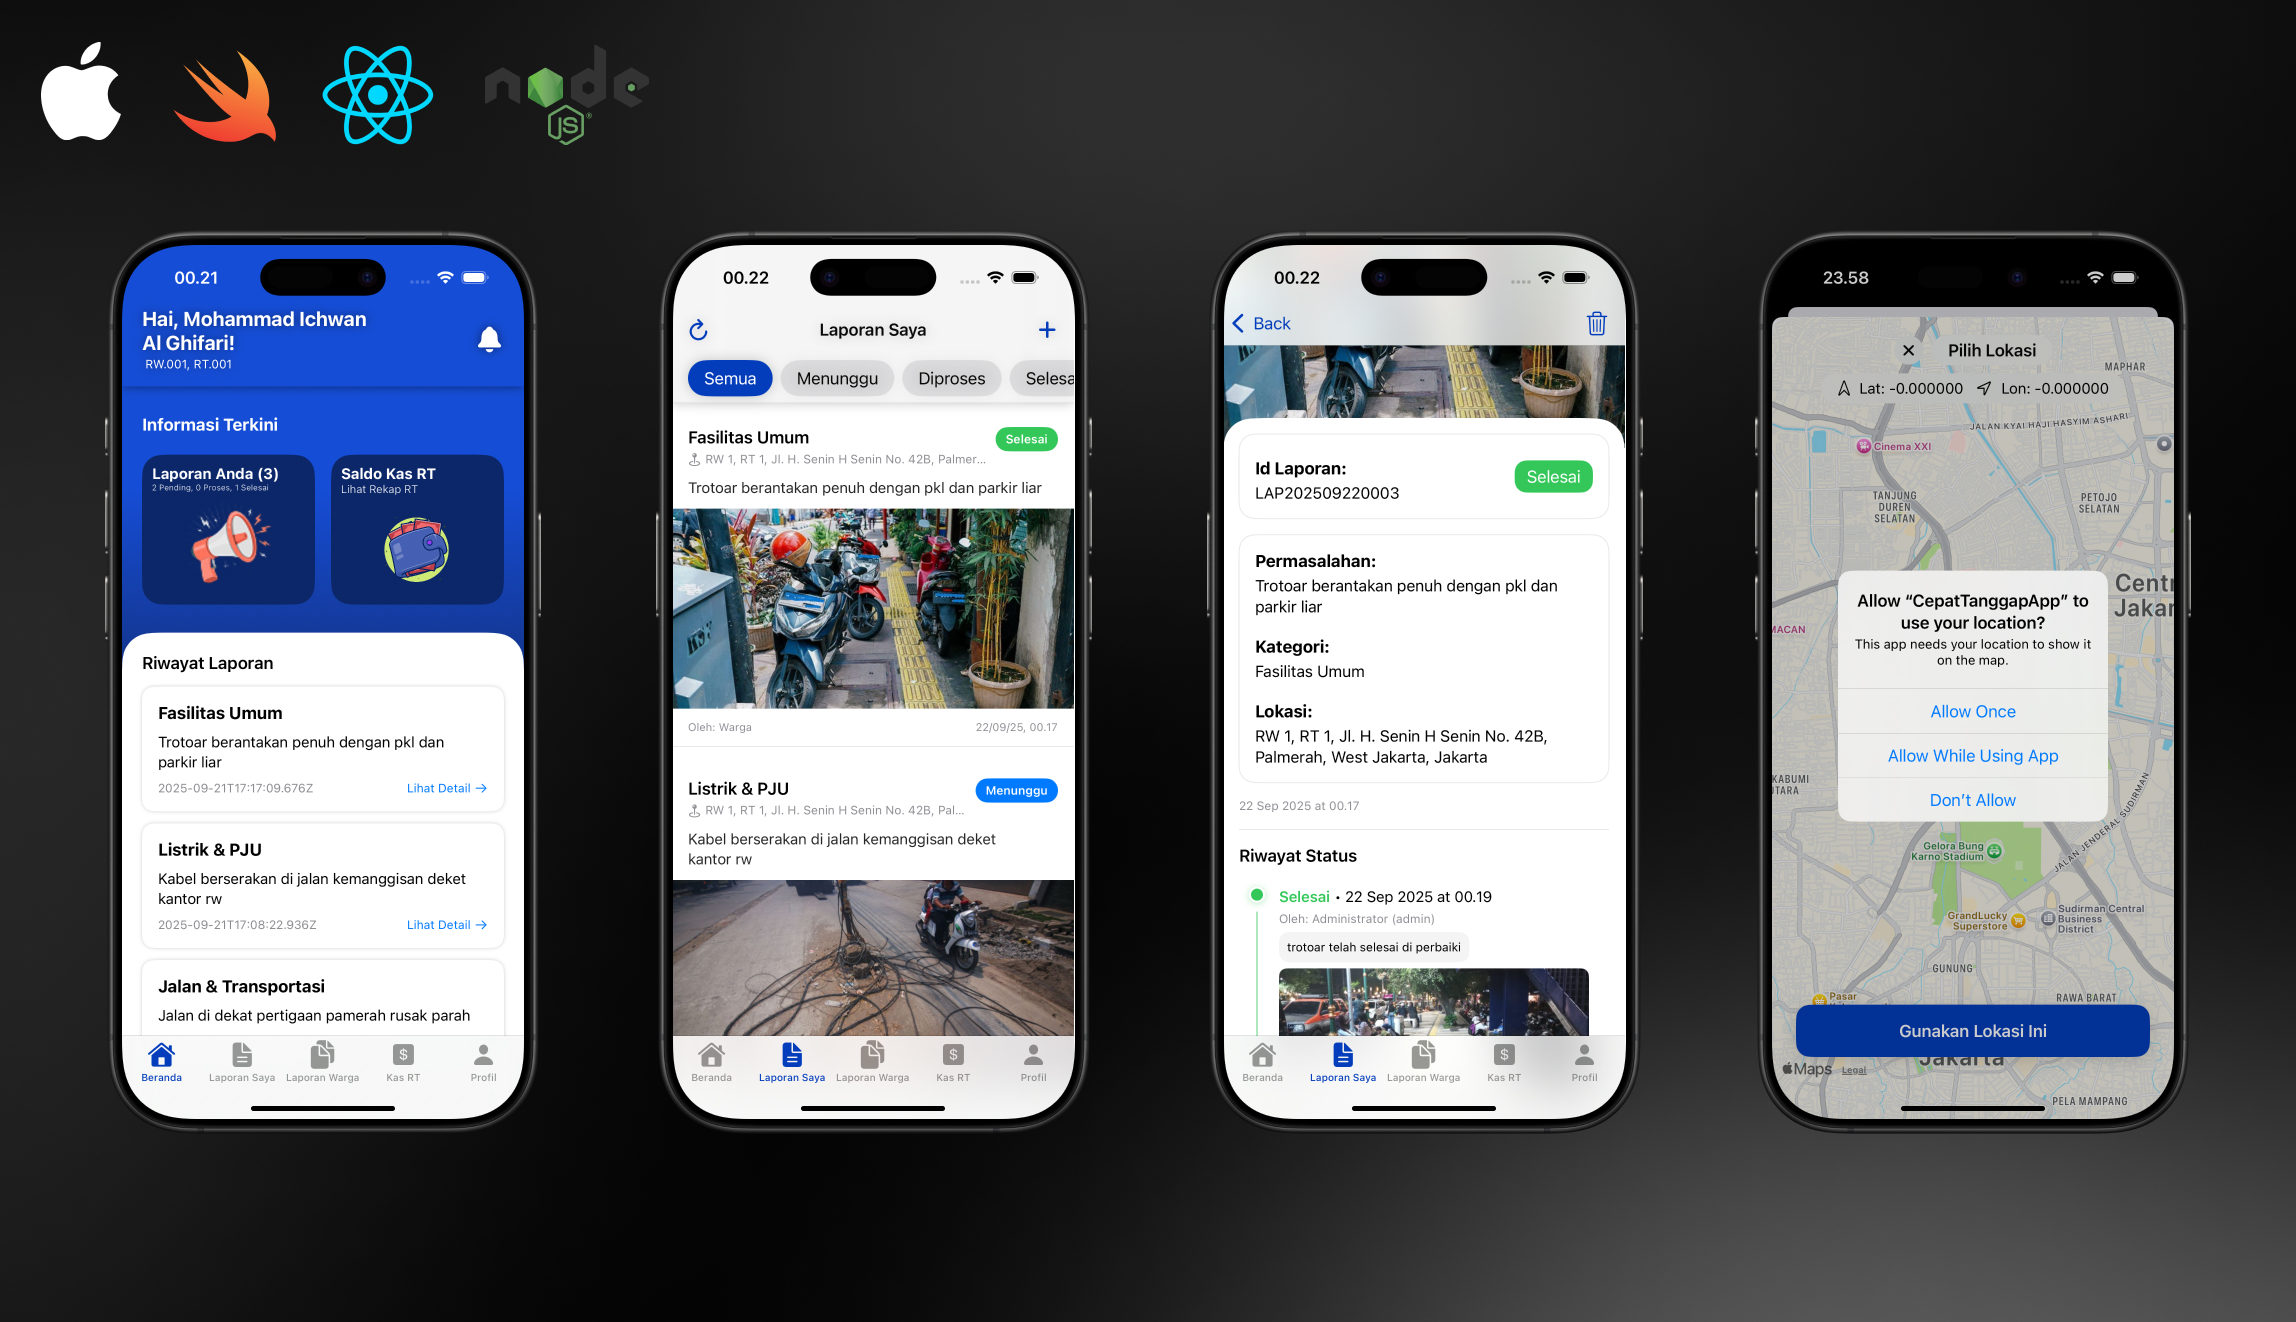 node
JS
00.21
Hai, Mohammad Ichwan
Al Ghifari!
RW.001, RT.001
Informasi Terkini
Laporan Anda (3)
2 Pending, 0 Proses, 1 Selesai
Saldo Kas RT
Lihat Rekap RT
Riwayat Laporan
Fasilitas Umum
Trotoar berantakan penuh dengan pkl dan
parkir liar
2025-09-21T17:17:09.676Z
Lihat Detail →
Listrik & PJU
Kabel berserakan di jalan kemanggisan deket
kantor rw
2025-09-21T17:08:22.936Z
Lihat Detail →
Jalan & Transportasi
Jalan di dekat pertigaan pamerah rusak parah
Beranda
Laporan Saya
Laporan Warga
Kas RT
Profil
00.22
Laporan Saya
Semua
Menunggu
Diproses
Selesa
Fasilitas Umum
Selesai
RW 1, RT 1, Jl. H. Senin H Senin No. 42B, Palmer...
Trotoar berantakan penuh dengan pkl dan parkir liar
Oleh: Warga
22/09/25, 00.17
Listrik & PJU
Menunggu
RW 1, RT 1, Jl. H. Senin H Senin No. 42B, Pal...
Kabel berserakan di jalan kemanggisan deket
kantor rw
Beranda
Laporan Saya
Laporan Warga
Kas RT
Profil
00.22
Back
Id Laporan:
LAP202509220003
Selesai
Permasalahan:
Trotoar berantakan penuh dengan pkl dan
parkir liar
Kategori:
Fasilitas Umum
Lokasi:
RW 1, RT 1, Jl. H. Senin H Senin No. 42B,
Palmerah, West Jakarta, Jakarta
22 Sep 2025 at 00.17
Riwayat Status
Selesai • 22 Sep 2025 at 00.19
Oleh: Administrator (admin)
trotoar telah selesai di perbaiki
Beranda
Laporan Saya
Laporan Warga
Kas RT
Profil
23.58
Pilih Lokasi
MAPHAR
Lat: -0.000000
Lon: -0.000000
JALAN KYAI HAJI HASYIM ASHARI
Cinema XXI
TANJUNG
DUREN
SELATAN
PETOJO
SELATAN
Centr
Jakar
MACAN
Allow “CepatTanggapApp” to
use your location?
This app needs your location to show it
on the map.
Allow Once
Allow While Using App
Don’t Allow
KABUMI
UTARA
JALAN JENDERAL SUDIRMAN
Gelora Bung
Karno Stadium
GrandLucky
Superstore
Sudirman Central
Business
District
GUNUNG
Pasar
RAWA BARAT
Gunakan Lokasi Ini
Jakarta
Maps
Legal
PELA MAMPANG